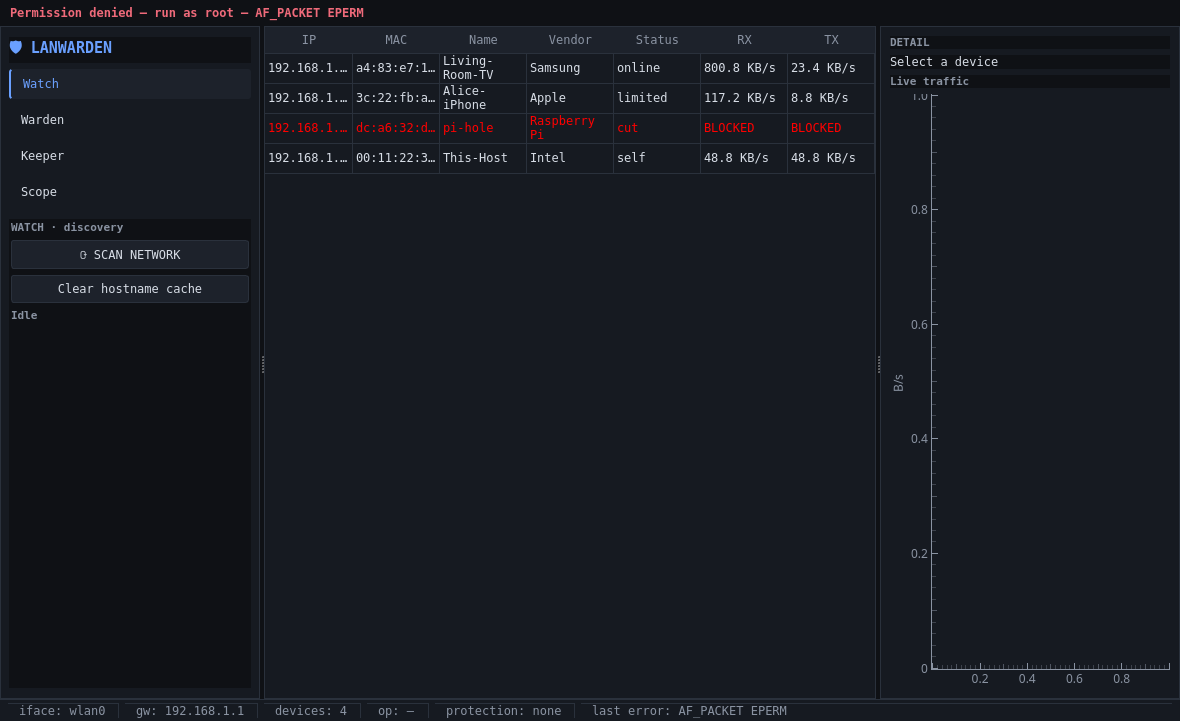 Permission denied — run as root — AF_PACKET EPERM
LANWARDEN
Watch
Warden
Keeper
Scope
WATCH · discovery
SCAN NETWORK
Clear hostname cache
Idle
IP MAC Name Vendor Status RX TX
192.168.1.… a4:83:e7:1… Living-Room-TV Samsung online 800.8 KB/s 23.4 KB/s
192.168.1.… 3c:22:fb:a… Alice-iPhone Apple limited 117.2 KB/s 8.8 KB/s
192.168.1.… dc:a6:32:d… pi-hole Raspberry Pi cut BLOCKED BLOCKED
192.168.1.… 00:11:22:3… This-Host Intel self 48.8 KB/s 48.8 KB/s
DETAIL
Select a device
Live traffic
1.0
0.8
0.6
B/s
0.4
0.2
0
0.2 0.4 0.6 0.8
iface: wlan0 gw: 192.168.1.1 devices: 4 op: — protection: none last error: AF_PACKET EPERM